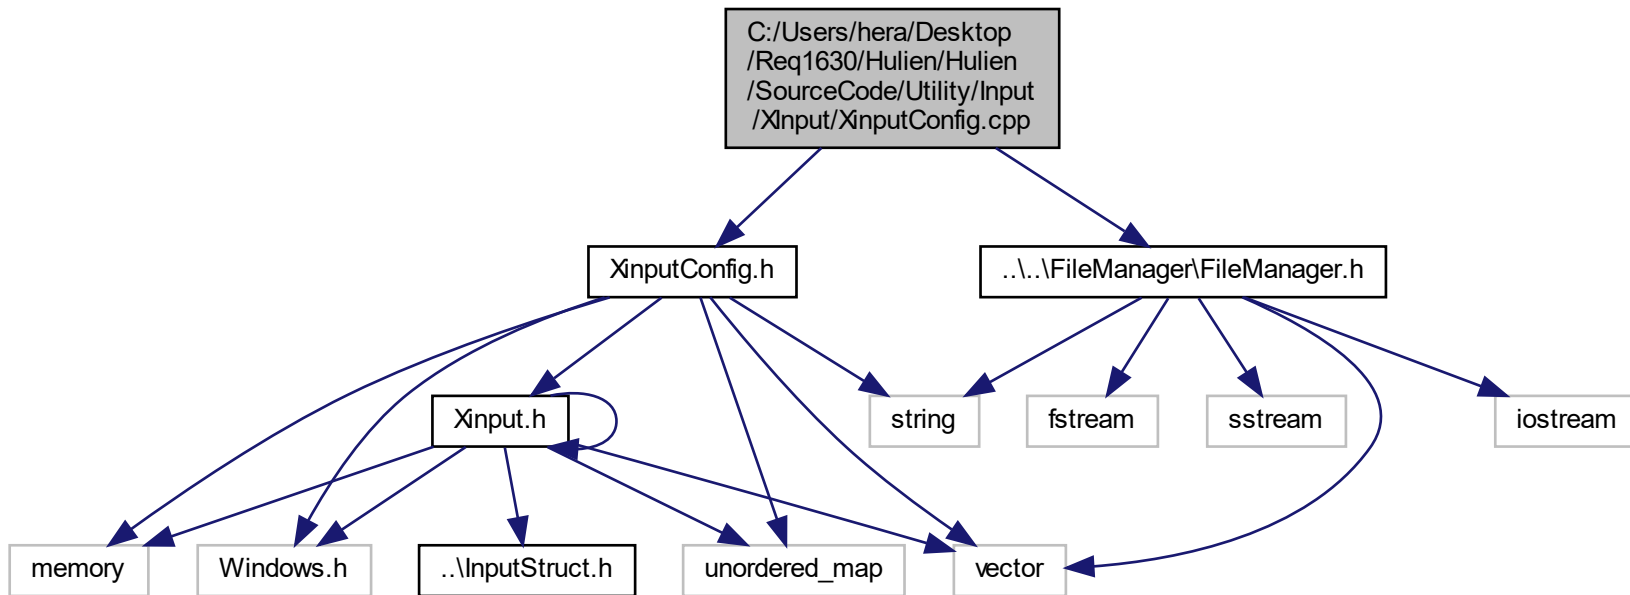 C:/Users/hera/Desktop
/Req1630/Hulien/Hulien
/SourceCode/Utility/Input
/XInput/XinputConfig.cpp
XinputConfig.h
..\..\FileManager\FileManager.h
Xinput.h
string
fstream
sstream
iostream
memory
Windows.h
..\InputStruct.h
unordered_map
vector